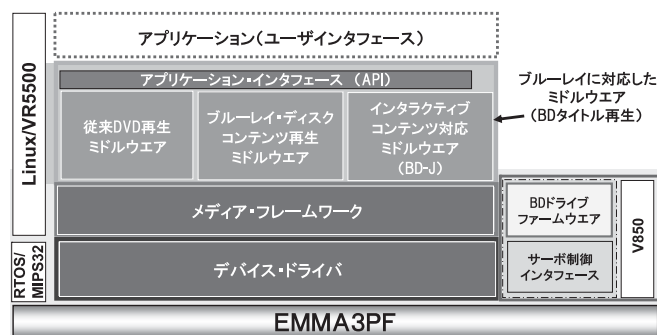 アプリケーション(ユーザインタフェース)
アプリケーション・インタフェース (API)
従来DVD再生
ミドルウエア
ブルーレイ・ディスク
コンテンツ再生
ミドルウエア
インタラクティブ
コンテンツ対応
ミドルウエア
(BD-J)
ブルーレイに対応した
ミドルウエア
(BDタイトル再生)
Linux/VR5500
メディア・フレームワーク
BDドライブ
ファームウエア
V850
RTOS/
MIPS32
デバイス・ドライバ
サーボ制御
インタフェース
EMMA3PF